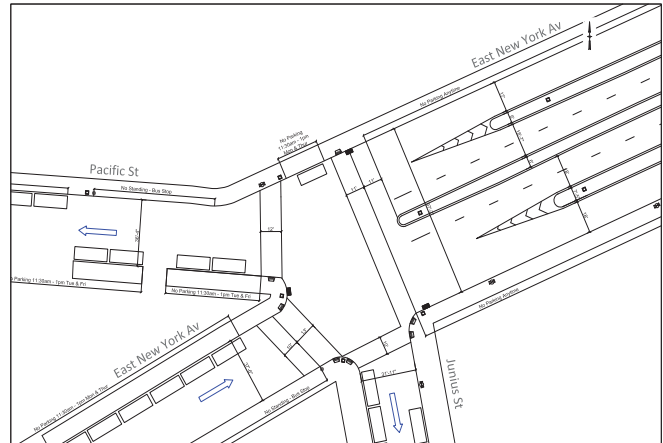 East New York Av
No Parking Anytime
No Parking
11:30am - 1pm
Mon & Thur
Pacific St
No Standing - Bus Stop
No Parking 11:30am - 1pm Tue & Fri
No Parking 11:30am - 1pm Tue & Fri
No Parking Anytime
East New York Av
No Parking 11:30am - 1pm Mon & Thur
No Standing - Bus Stop
Junius St